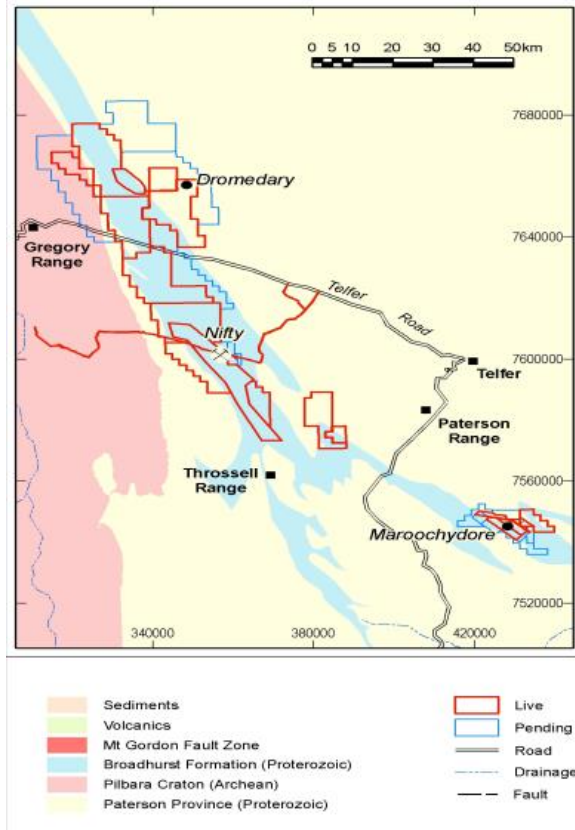 0 5 10 20 30 40 50km
7680000
Dromedary
7640000
Gregory
Range
Telfer
Road
Nifty
7600000
Telfer
Paterson
Range
Throssell
Range
7560000
Maroochydore
7520000
340000 380000 420000
Sediments
Volcanics
Mt Gordon Fault Zone
Broadhurst Formation (Proterozoic)
Pilbara Craton (Archean)
Paterson Province (Proterozoic)
Live
Pending
Road
Drainage
Fault